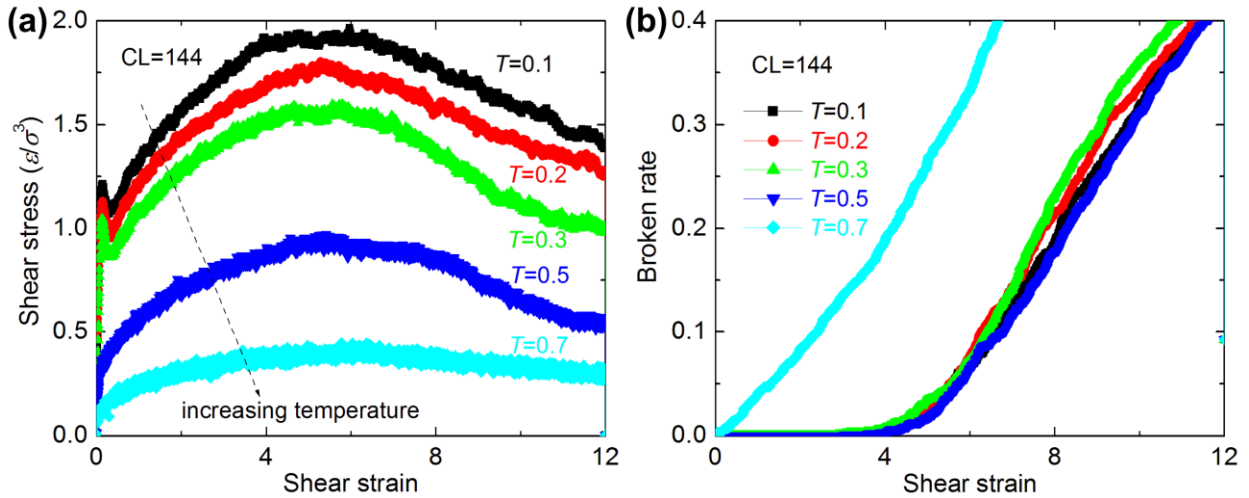 (a)
Shear stress (ε/σ³)
2.0
1.5
1.0
0.5
0.0
CL=144
T=0.1
T=0.2
T=0.3
T=0.5
T=0.7
increasing temperature
0 4 8 12
Shear strain
(b)
Broken rate
0.4
0.3
0.2
0.1
0.0
CL=144
T=0.1
T=0.2
T=0.3
T=0.5
T=0.7
0 4 8 12
Shear strain